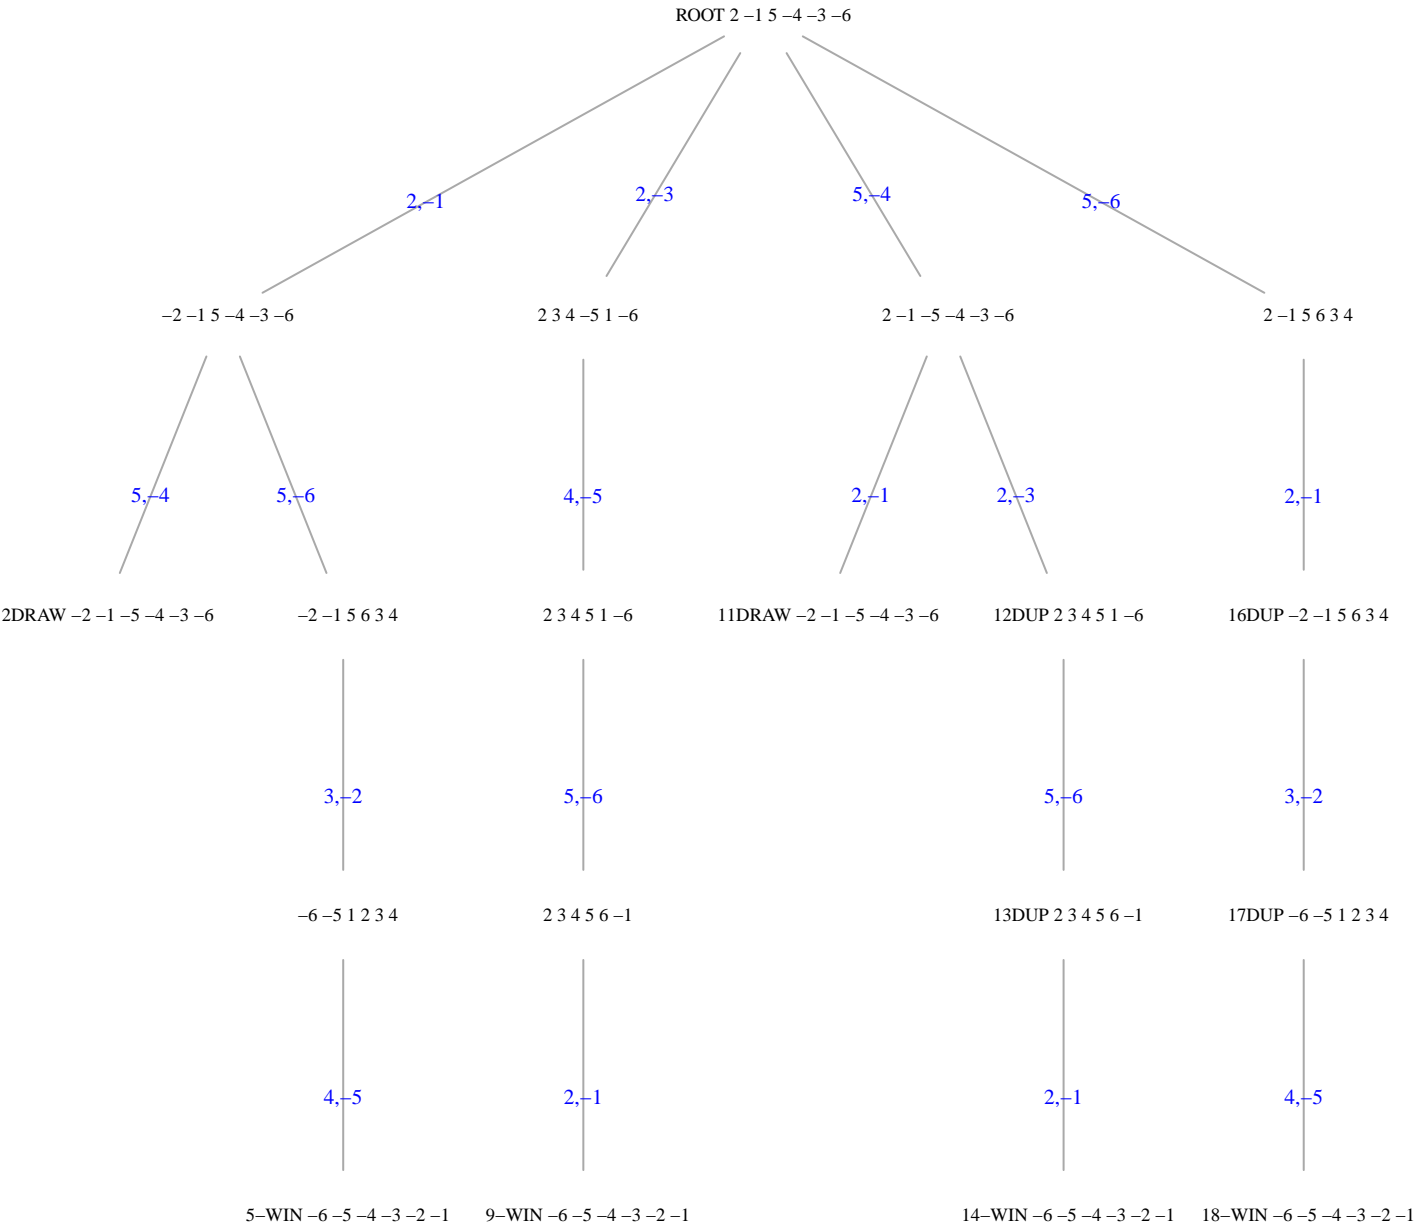 ROOT 2 –1 5 –4 –3 –6
2,–1 2,–3 5,–4 5,–6
–2 –1 5 –4 –3 –6 2 3 4 –5 1 –6 2 –1 –5 –4 –3 –6 2 –1 5 6 3 4
5,–4 5,–6 4,–5 2,–1 2,–3 2,–1
2DRAW –2 –1 –5 –4 –3 –6 –2 –1 5 6 3 4 2 3 4 5 1 –6 11DRAW –2 –1 –5 –4 –3 –6 12DUP 2 3 4 5 1 –6 16DUP –2 –1 5 6 3 4
3,–2 5,–6 5,–6 3,–2
–6 –5 1 2 3 4 2 3 4 5 6 –1 13DUP 2 3 4 5 6 –1 17DUP –6 –5 1 2 3 4
4,–5 2,–1 2,–1 4,–5
5–WIN –6 –5 –4 –3 –2 –1 9–WIN –6 –5 –4 –3 –2 –1 14–WIN –6 –5 –4 –3 –2 –1 18–WIN –6 –5 –4 –3 –2 –1